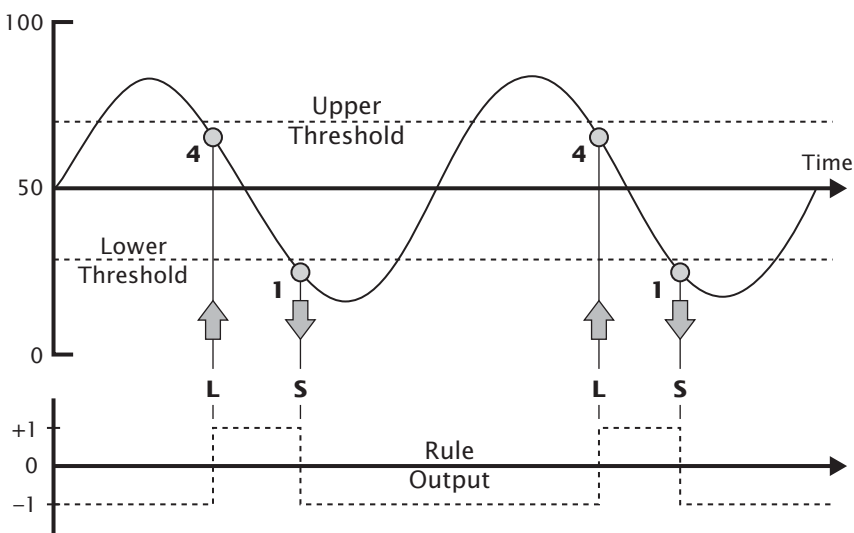 100
Upper
Threshold
4
4
Time
50
Lower
Threshold
1
1
0
L
S
L
S
+1
Rule
0
Output
−1